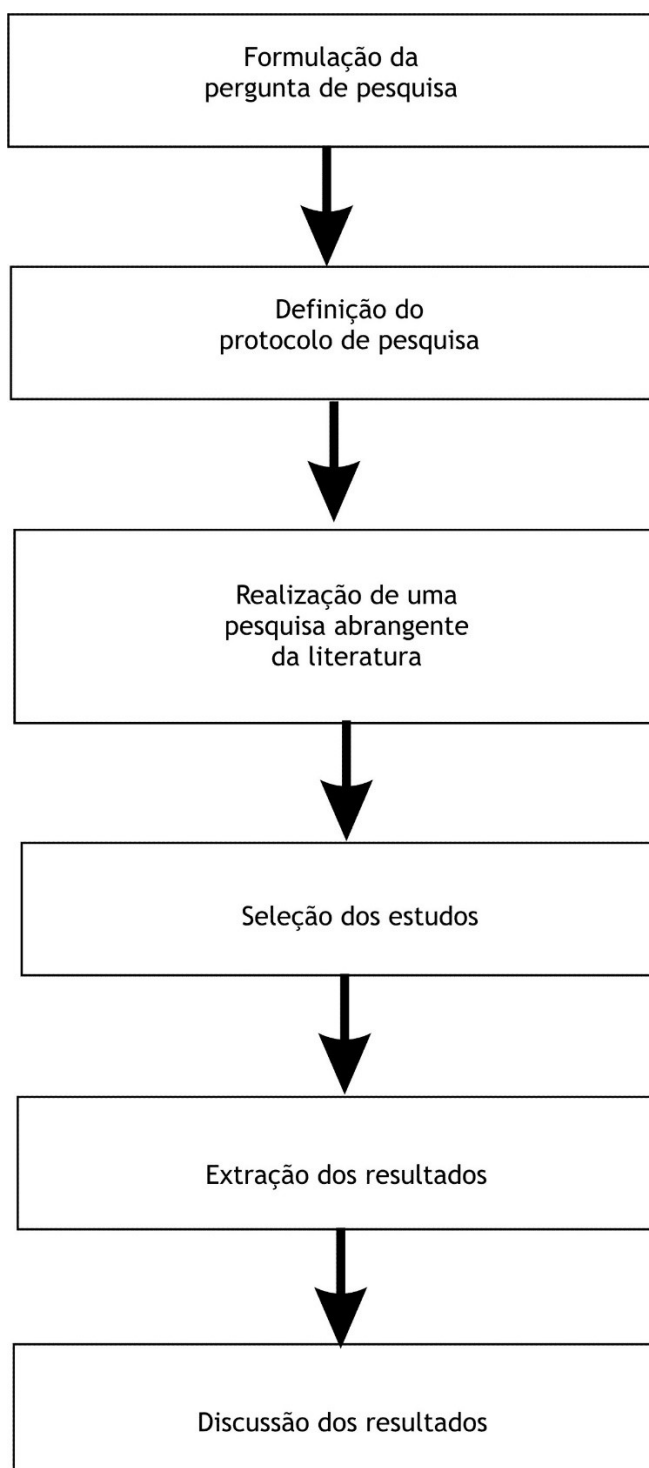 Formulação da
pergunta de pesquisa
Definição do
protocolo de pesquisa
Realização de uma
pesquisa abrangente
da literatura
Seleção dos estudos
Extração dos resultados
Discussão dos resultados